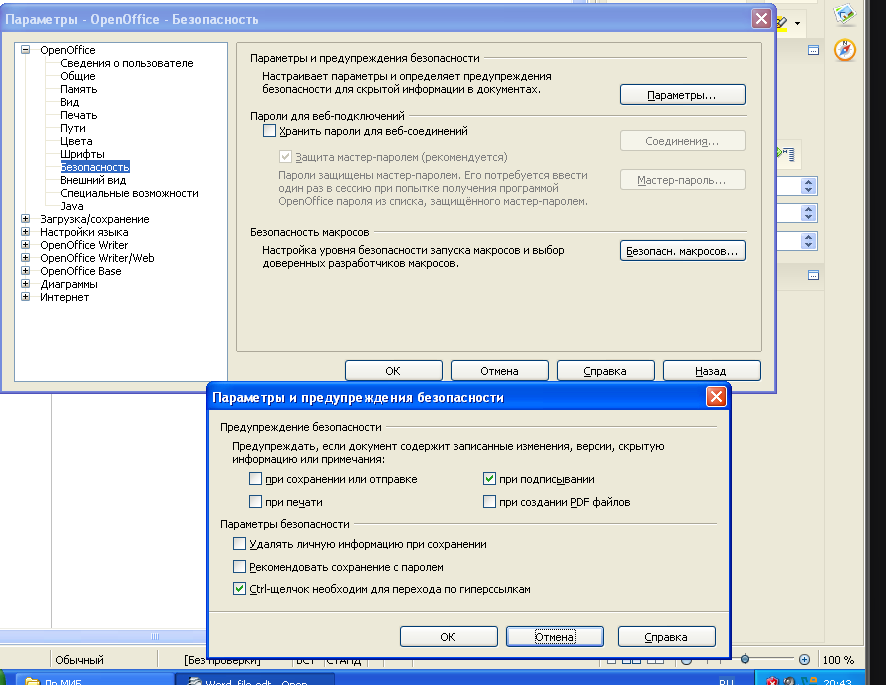 Параметры - OpenOffice - Безопасность
OpenOffice
Сведения о пользователе
Общие
Память
Вид
Печать
Пути
Цвета
Шрифты
Безопасность
Внешний вид
Специальные возможности
Java
Загрузка/сохранение
Настройки языка
OpenOffice Writer
OpenOffice Writer/Web
OpenOffice Base
Диаграммы
Интернет
Параметры и предупреждения безопасности
Настраивает параметры и определяет предупреждения
безопасности для скрытой информации в документах.
Параметры...
Пароли для веб-подключений
Хранить пароли для веб-соединений
Соединения...
Защита мастер-паролем (рекомендуется)
Пароли защищены мастер-паролем. Его потребуется ввести
один раз в сессию при попытке получения программой
OpenOffice пароля из списка, защищённого мастер-паролем.
Мастер-пароль...
Безопасность макросов
Настройка уровня безопасности запуска макросов и выбор
доверенных разработчиков макросов.
Безопасн. макросов...
ОК
Отмена
Справка
Назад
Параметры и предупреждения безопасности
Предупреждение безопасности
Предупреждать, если документ содержит записанные изменения, версии, скрытую
информацию или примечания:
при сохранении или отправке
при подписывании
при печати
при создании PDF файлов
Параметры безопасности
Удалять личную информацию при сохранении
Рекомендовать сохранение с паролем
Ctrl-щелчок необходим для перехода по гиперссылкам
ОК
Отмена
Справка
Обычный
[Без проверки]
ВСТ
СТАНД
100 %
Пр МИБ
Word_file.odt - Open...
RU
20:43